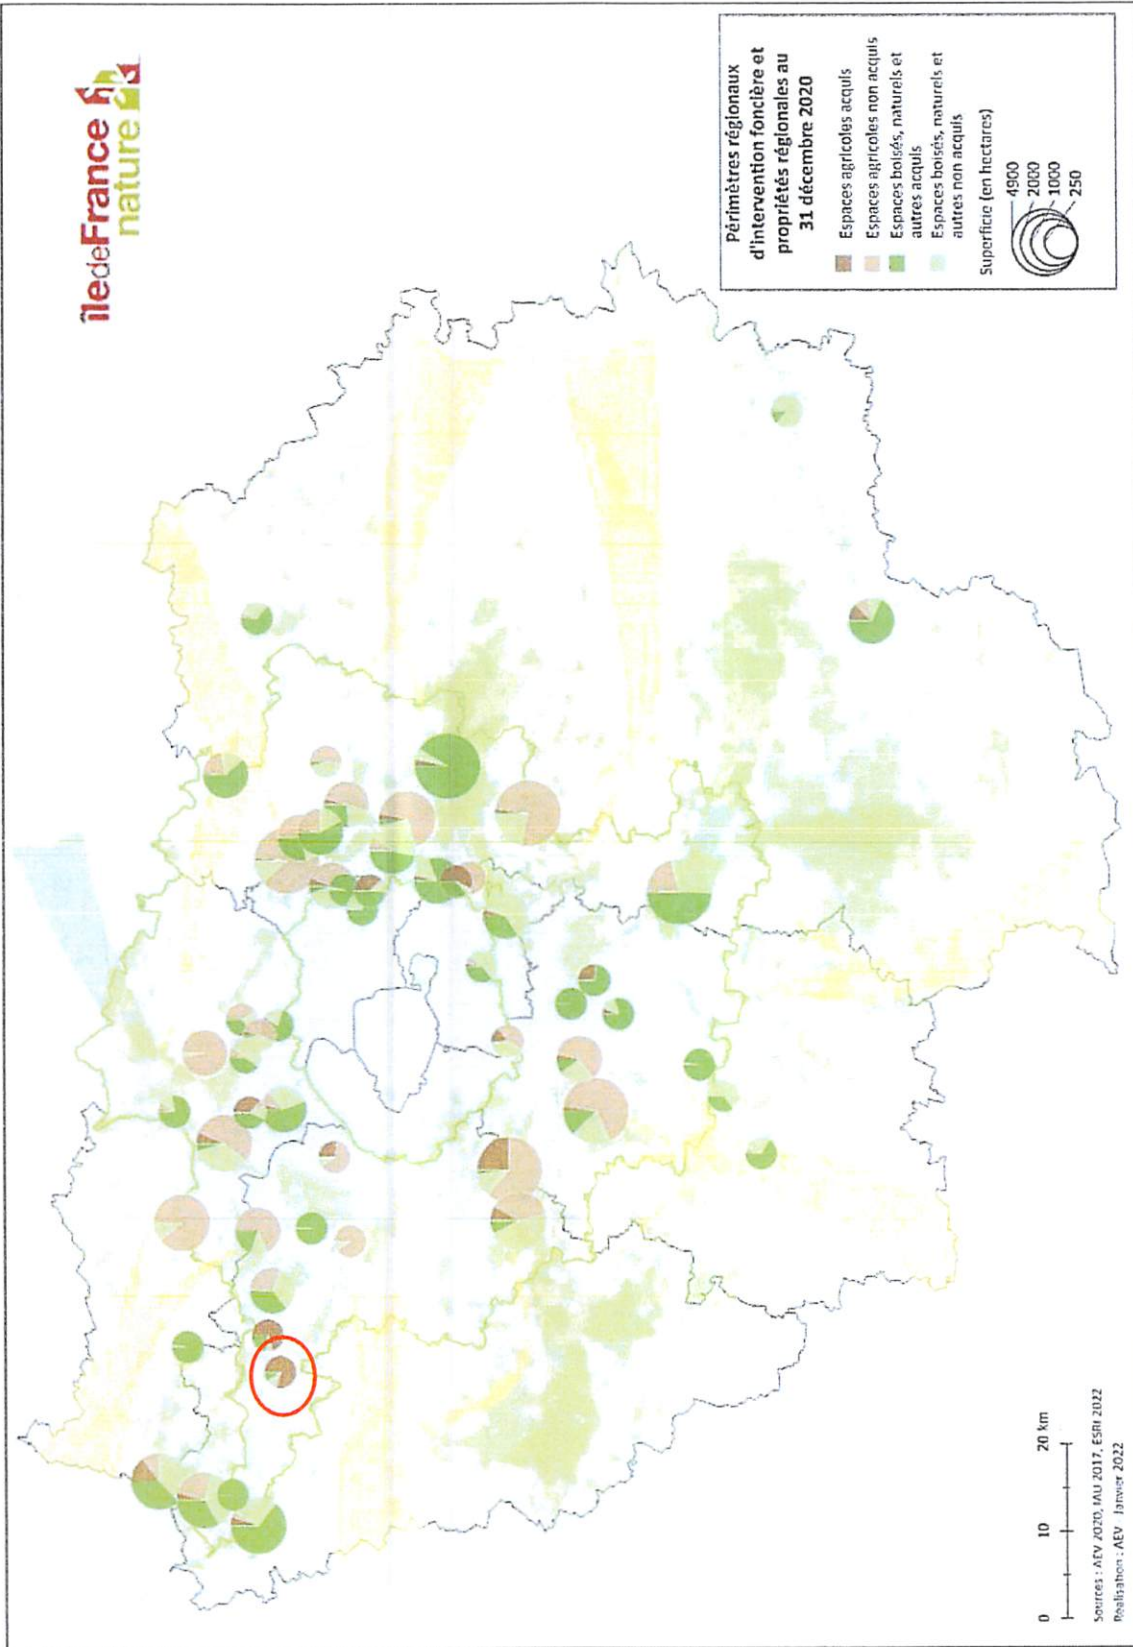 îledeFrance
nature
Périmètres régionaux
d'intervention foncière et
propriétés régionales au
31 décembre 2020
Espaces agricoles acquis
Espaces agricoles non acquis
Espaces boisés, naturels et
autres acquis
Espaces boisés, naturels et
autres non acquis
Superficie (en hectares)
4900
2000
1000
250
0 10 20 km
Sources : AEV 2020, IAU 2017, ESRI 2022
Réalisation : AEV Janvier 2022